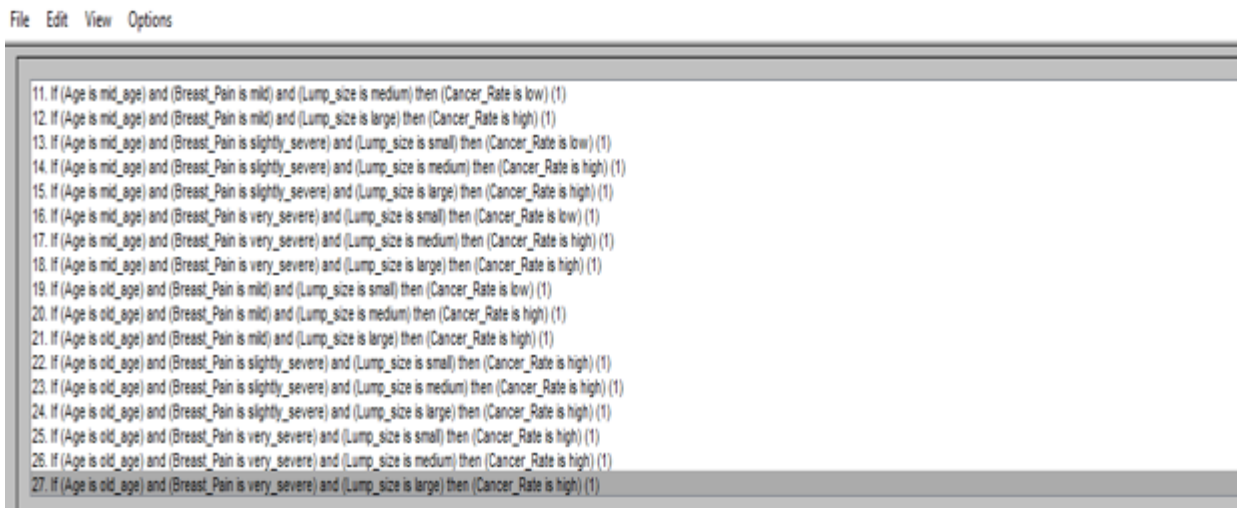 File Edit View Options
11. If (Age is mid_age) and (Breast_Pain is mild) and (Lump_size is medium) then (Cancer_Rate is low) (1)
12. If (Age is mid_age) and (Breast_Pain is mild) and (Lump_size is large) then (Cancer_Rate is high) (1)
13. If (Age is mid_age) and (Breast_Pain is slightly_severe) and (Lump_size is small) then (Cancer_Rate is low) (1)
14. If (Age is mid_age) and (Breast_Pain is slightly_severe) and (Lump_size is medium) then (Cancer_Rate is high) (1)
15. If (Age is mid_age) and (Breast_Pain is slightly_severe) and (Lump_size is large) then (Cancer_Rate is high) (1)
16. If (Age is mid_age) and (Breast_Pain is very_severe) and (Lump_size is small) then (Cancer_Rate is low) (1)
17. If (Age is mid_age) and (Breast_Pain is very_severe) and (Lump_size is medium) then (Cancer_Rate is high) (1)
18. If (Age is mid_age) and (Breast_Pain is very_severe) and (Lump_size is large) then (Cancer_Rate is high) (1)
19. If (Age is old_age) and (Breast_Pain is mild) and (Lump_size is small) then (Cancer_Rate is low) (1)
20. If (Age is old_age) and (Breast_Pain is mild) and (Lump_size is medium) then (Cancer_Rate is high) (1)
21. If (Age is old_age) and (Breast_Pain is mild) and (Lump_size is large) then (Cancer_Rate is high) (1)
22. If (Age is old_age) and (Breast_Pain is slightly_severe) and (Lump_size is small) then (Cancer_Rate is high) (1)
23. If (Age is old_age) and (Breast_Pain is slightly_severe) and (Lump_size is medium) then (Cancer_Rate is high) (1)
24. If (Age is old_age) and (Breast_Pain is slightly_severe) and (Lump_size is large) then (Cancer_Rate is high) (1)
25. If (Age is old_age) and (Breast_Pain is very_severe) and (Lump_size is small) then (Cancer_Rate is high) (1)
26. If (Age is old_age) and (Breast_Pain is very_severe) and (Lump_size is medium) then (Cancer_Rate is high) (1)
27. If (Age is old_age) and (Breast_Pain is very_severe) and (Lump_size is large) then (Cancer_Rate is high) (1)